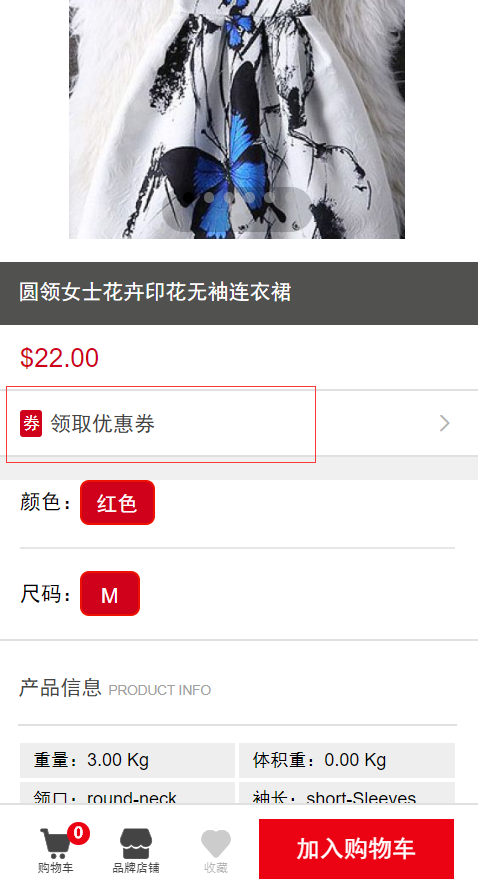 圆领女士花卉印花无袖连衣裙
$22.00
券 领取优惠券
颜色：红色
尺码：M
产品信息 PRODUCT INFO
重量：3.00 Kg 体积重：0.00 Kg
领口：round-neck 袖长：short-Sleeves
0
购物车 品牌店铺 收藏 加入购物车